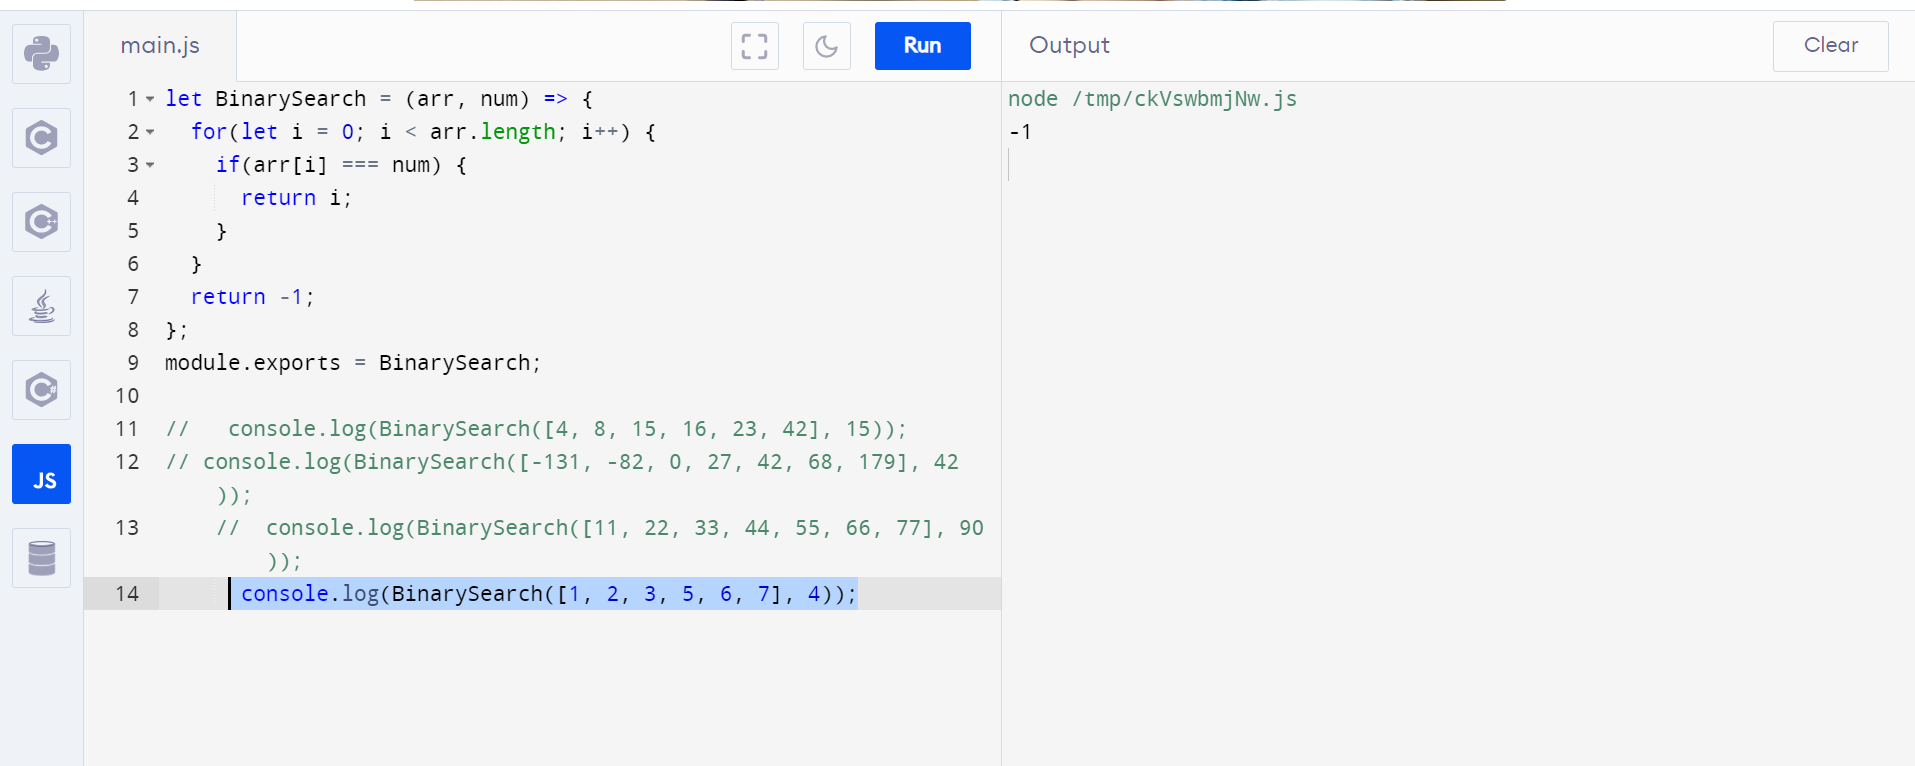 main.js
Run
Output
Clear
1 let BinarySearch = (arr, num) => {
2 for(let i = 0; i < arr.length; i++) {
3 if(arr[i] === num) {
4 return i;
5 }
6 }
7 return -1;
8 };
9 module.exports = BinarySearch;
10
11 //   console.log(BinarySearch([4, 8, 15, 16, 23, 42], 15));
12 // console.log(BinarySearch([-131, -82, 0, 27, 42, 68, 179], 42
));
13 //  console.log(BinarySearch([11, 22, 33, 44, 55, 66, 77], 90
));
14 console.log(BinarySearch([1, 2, 3, 5, 6, 7], 4));
node /tmp/ckVswbmjNw.js
-1
C
C++
C#
JS